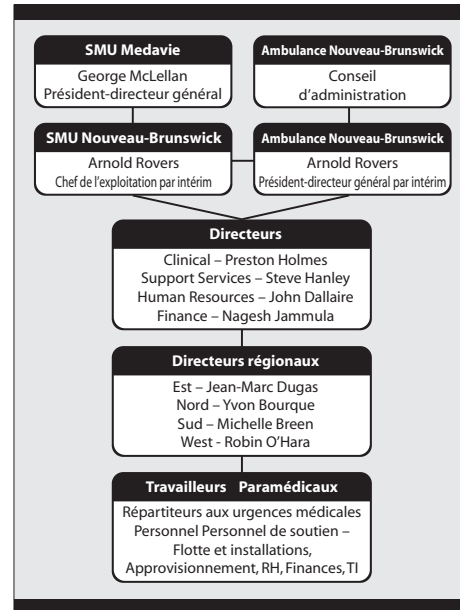 SMU Medavie
George McLellan
Président-directeur général
Ambulance Nouveau-Brunswick
Conseil
d'administration
SMU Nouveau-Brunswick
Arnold Rovers
Chef de l'exploitation par intérim
Ambulance Nouveau-Brunswick
Arnold Rovers
Président-directeur général par intérim
Directeurs
Clinical – Preston Holmes
Support Services – Steve Hanley
Human Resources – John Dallaire
Finance – Nagesh Jammula
Directeurs régionaux
Est – Jean-Marc Dugas
Nord – Yvon Bourque
Sud – Michelle Breen
West - Robin O'Hara
Travailleurs Paramédicaux
Répartiteurs aux urgences médicales
Personnel Personnel de soutien –
Flotte et installations,
Approvisionnement, RH, Finances, TI